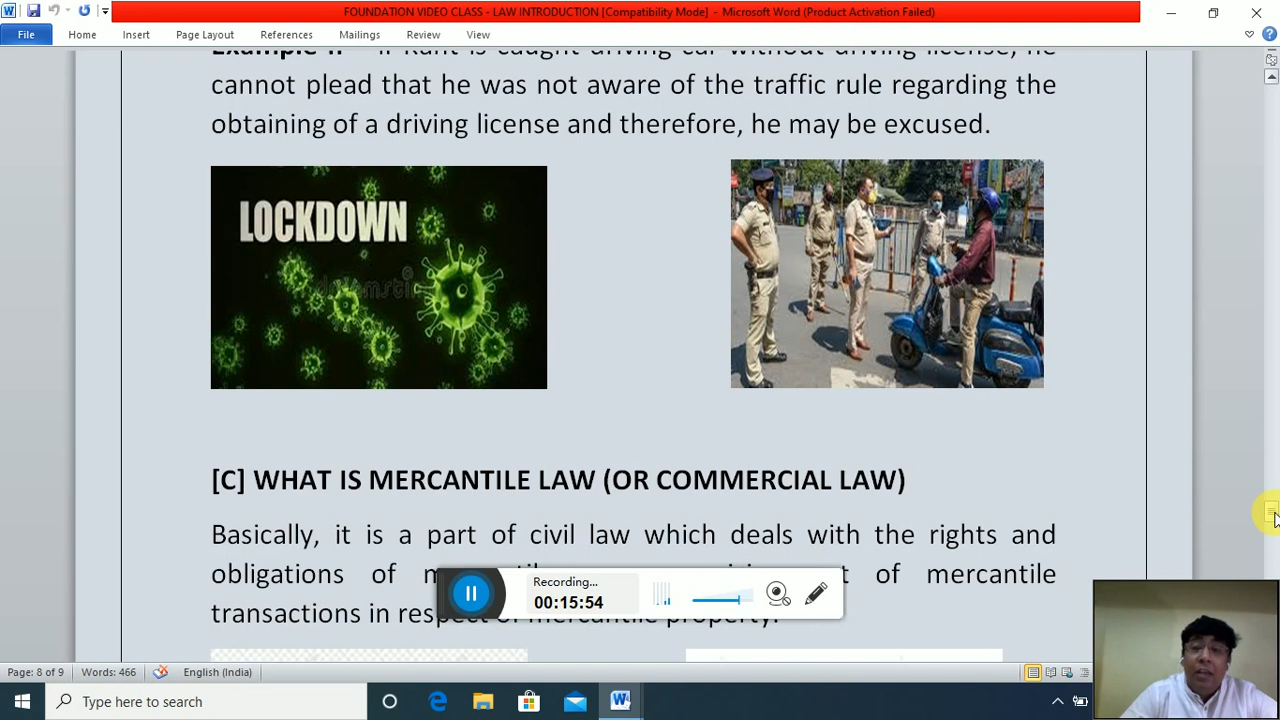 FOUNDATION VIDEO CLASS - LAW INTRODUCTION [Compatibility Mode] - Microsoft Word (Product Activation Failed)
File Home Insert Page Layout References Mailings Review View
cannot plead that he was not aware of the traffic rule regarding the
obtaining of a driving license and therefore, he may be excused.
LOCKDOWN
[C] WHAT IS MERCANTILE LAW (OR COMMERCIAL LAW)
Basically, it is a part of civil law which deals with the rights and
obligations of of mercantile
transactions in respect of mercantile property.
Recording...
00:15:54
Page: 8 of 9 Words: 466 English (India)
Type here to search